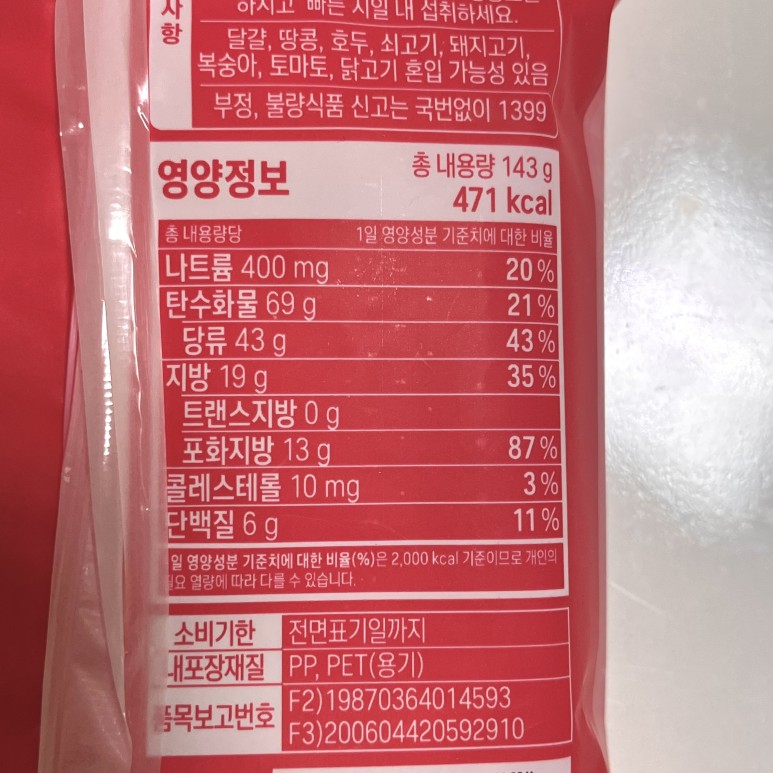 사
항
하시고 빠른 시일 내 섭취하세요.
달걀, 땅콩, 호두, 쇠고기, 돼지고기,
복숭아, 토마토, 닭고기 혼입 가능성 있음
부정, 불량식품 신고는 국번없이 1399
영양정보
총 내용량 143 g
471 kcal
총 내용량당 1일 영양성분 기준치에 대한 비율
나트륨 400 mg 20 %
탄수화물 69 g 21 %
당류 43 g 43 %
지방 19 g 35 %
트랜스지방 0 g
포화지방 13 g 87 %
콜레스테롤 10 mg 3 %
단백질 6 g 11 %
일 영양성분 기준치에 대한 비율(%)은 2,000 kcal 기준이므로 개인의
필요 열량에 따라 다를 수 있습니다.
소비기한 전면표기일까지
내포장재질 PP, PET(용기)
품목보고번호 F2)19870364014593
F3)200604420592910